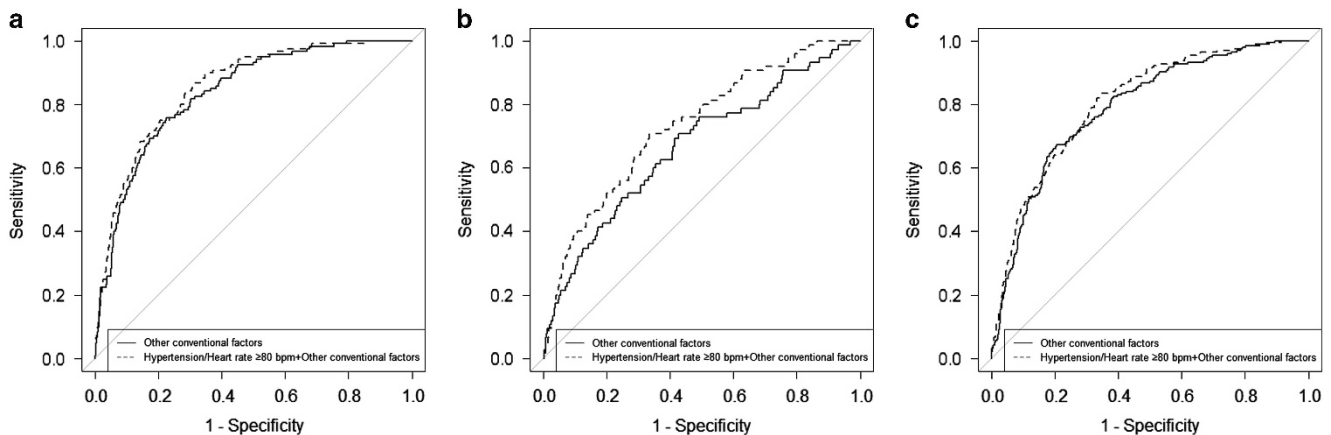 a
1.0
0.8
0.6
0.4
0.2
0.0
Sensitivity
Other conventional factors
Hypertension/Heart rate ≥80 bpm+Other conventional factors
0.0 0.2 0.4 0.6 0.8 1.0
1 - Specificity
b
1.0
0.8
0.6
0.4
0.2
0.0
Sensitivity
Other conventional factors
Hypertension/Heart rate ≥80 bpm+Other conventional factors
0.0 0.2 0.4 0.6 0.8 1.0
1 - Specificity
c
1.0
0.8
0.6
0.4
0.2
0.0
Sensitivity
Other conventional factors
Hypertension/Heart rate ≥80 bpm+Other conventional factors
0.0 0.2 0.4 0.6 0.8 1.0
1 - Specificity